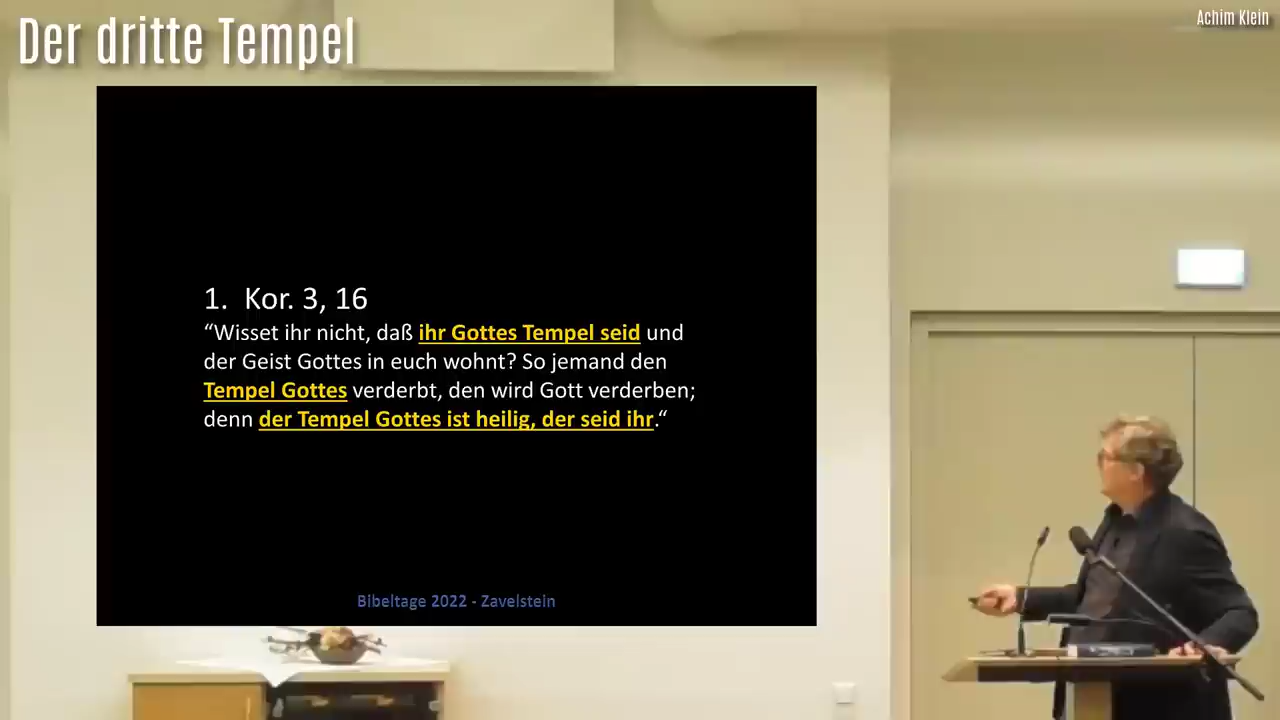 Der dritte Tempel
Achim Klein
1. Kor. 3, 16
“Wisset ihr nicht, daß ihr Gottes Tempel seid und
der Geist Gottes in euch wohnt? So jemand den
Tempel Gottes verderbt, den wird Gott verderben;
denn der Tempel Gottes ist heilig, der seid ihr.“
Bibeltage 2022 - Zavelstein